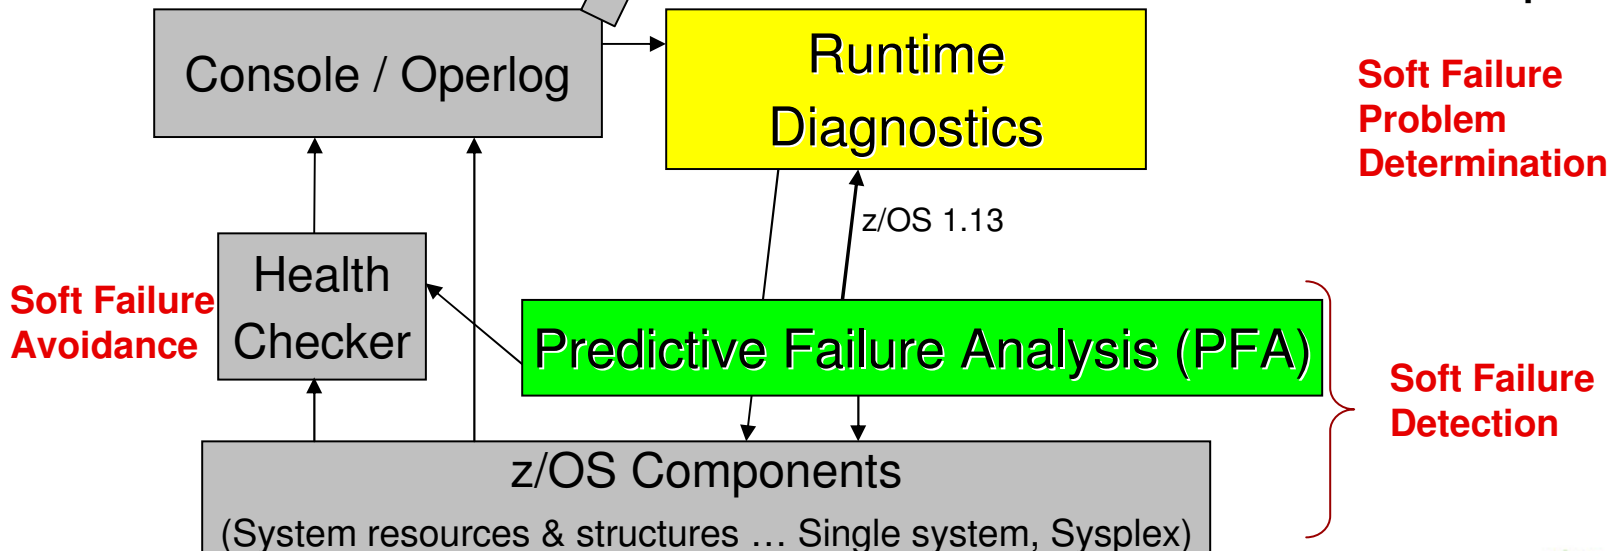 Console / Operlog
Runtime
Diagnostics
Soft Failure
Problem
Determination
z/OS 1.13
Health
Checker
Soft Failure
Avoidance
Predictive Failure Analysis (PFA)
Soft Failure
Detection
z/OS Components
(System resources & structures … Single system, Sysplex)